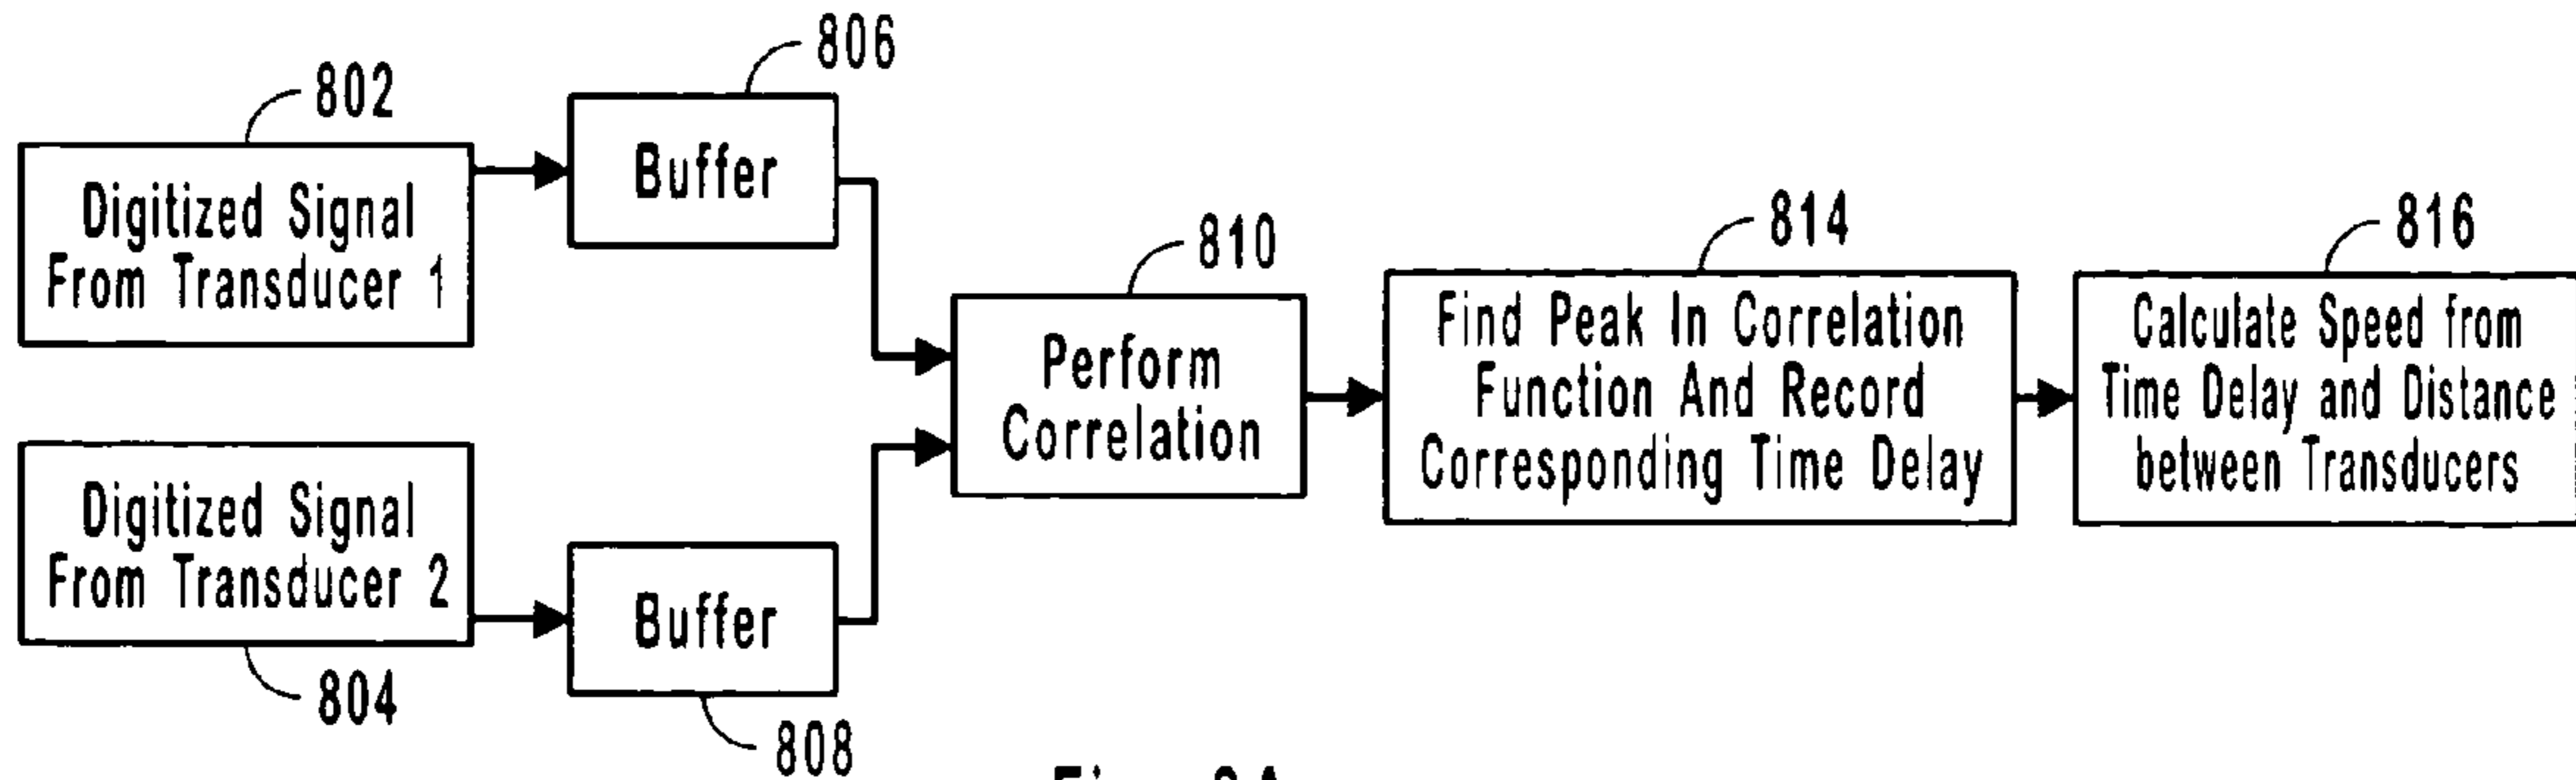 802
Digitized Signal
From Transducer 1
806
Buffer
804
Digitized Signal
From Transducer 2
808
Buffer
810
Perform
Correlation
814
Find Peak In Correlation
Function And Record
Corresponding Time Delay
816
Calculate Speed from
Time Delay and Distance
between Transducers